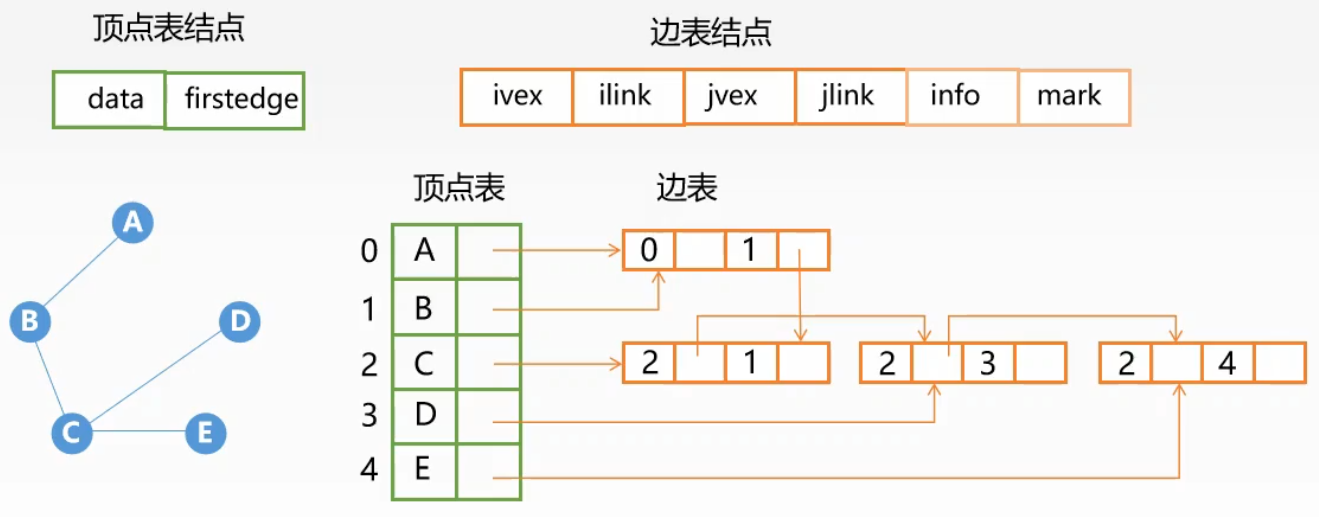 顶点表结点 边表结点
data firstedge ivex ilink jvex jlink info mark
顶点表 边表
A
B
D
C
E
0 A 0 1
1 B
2 C 2 1 2 3 2 4
3 D
4 E